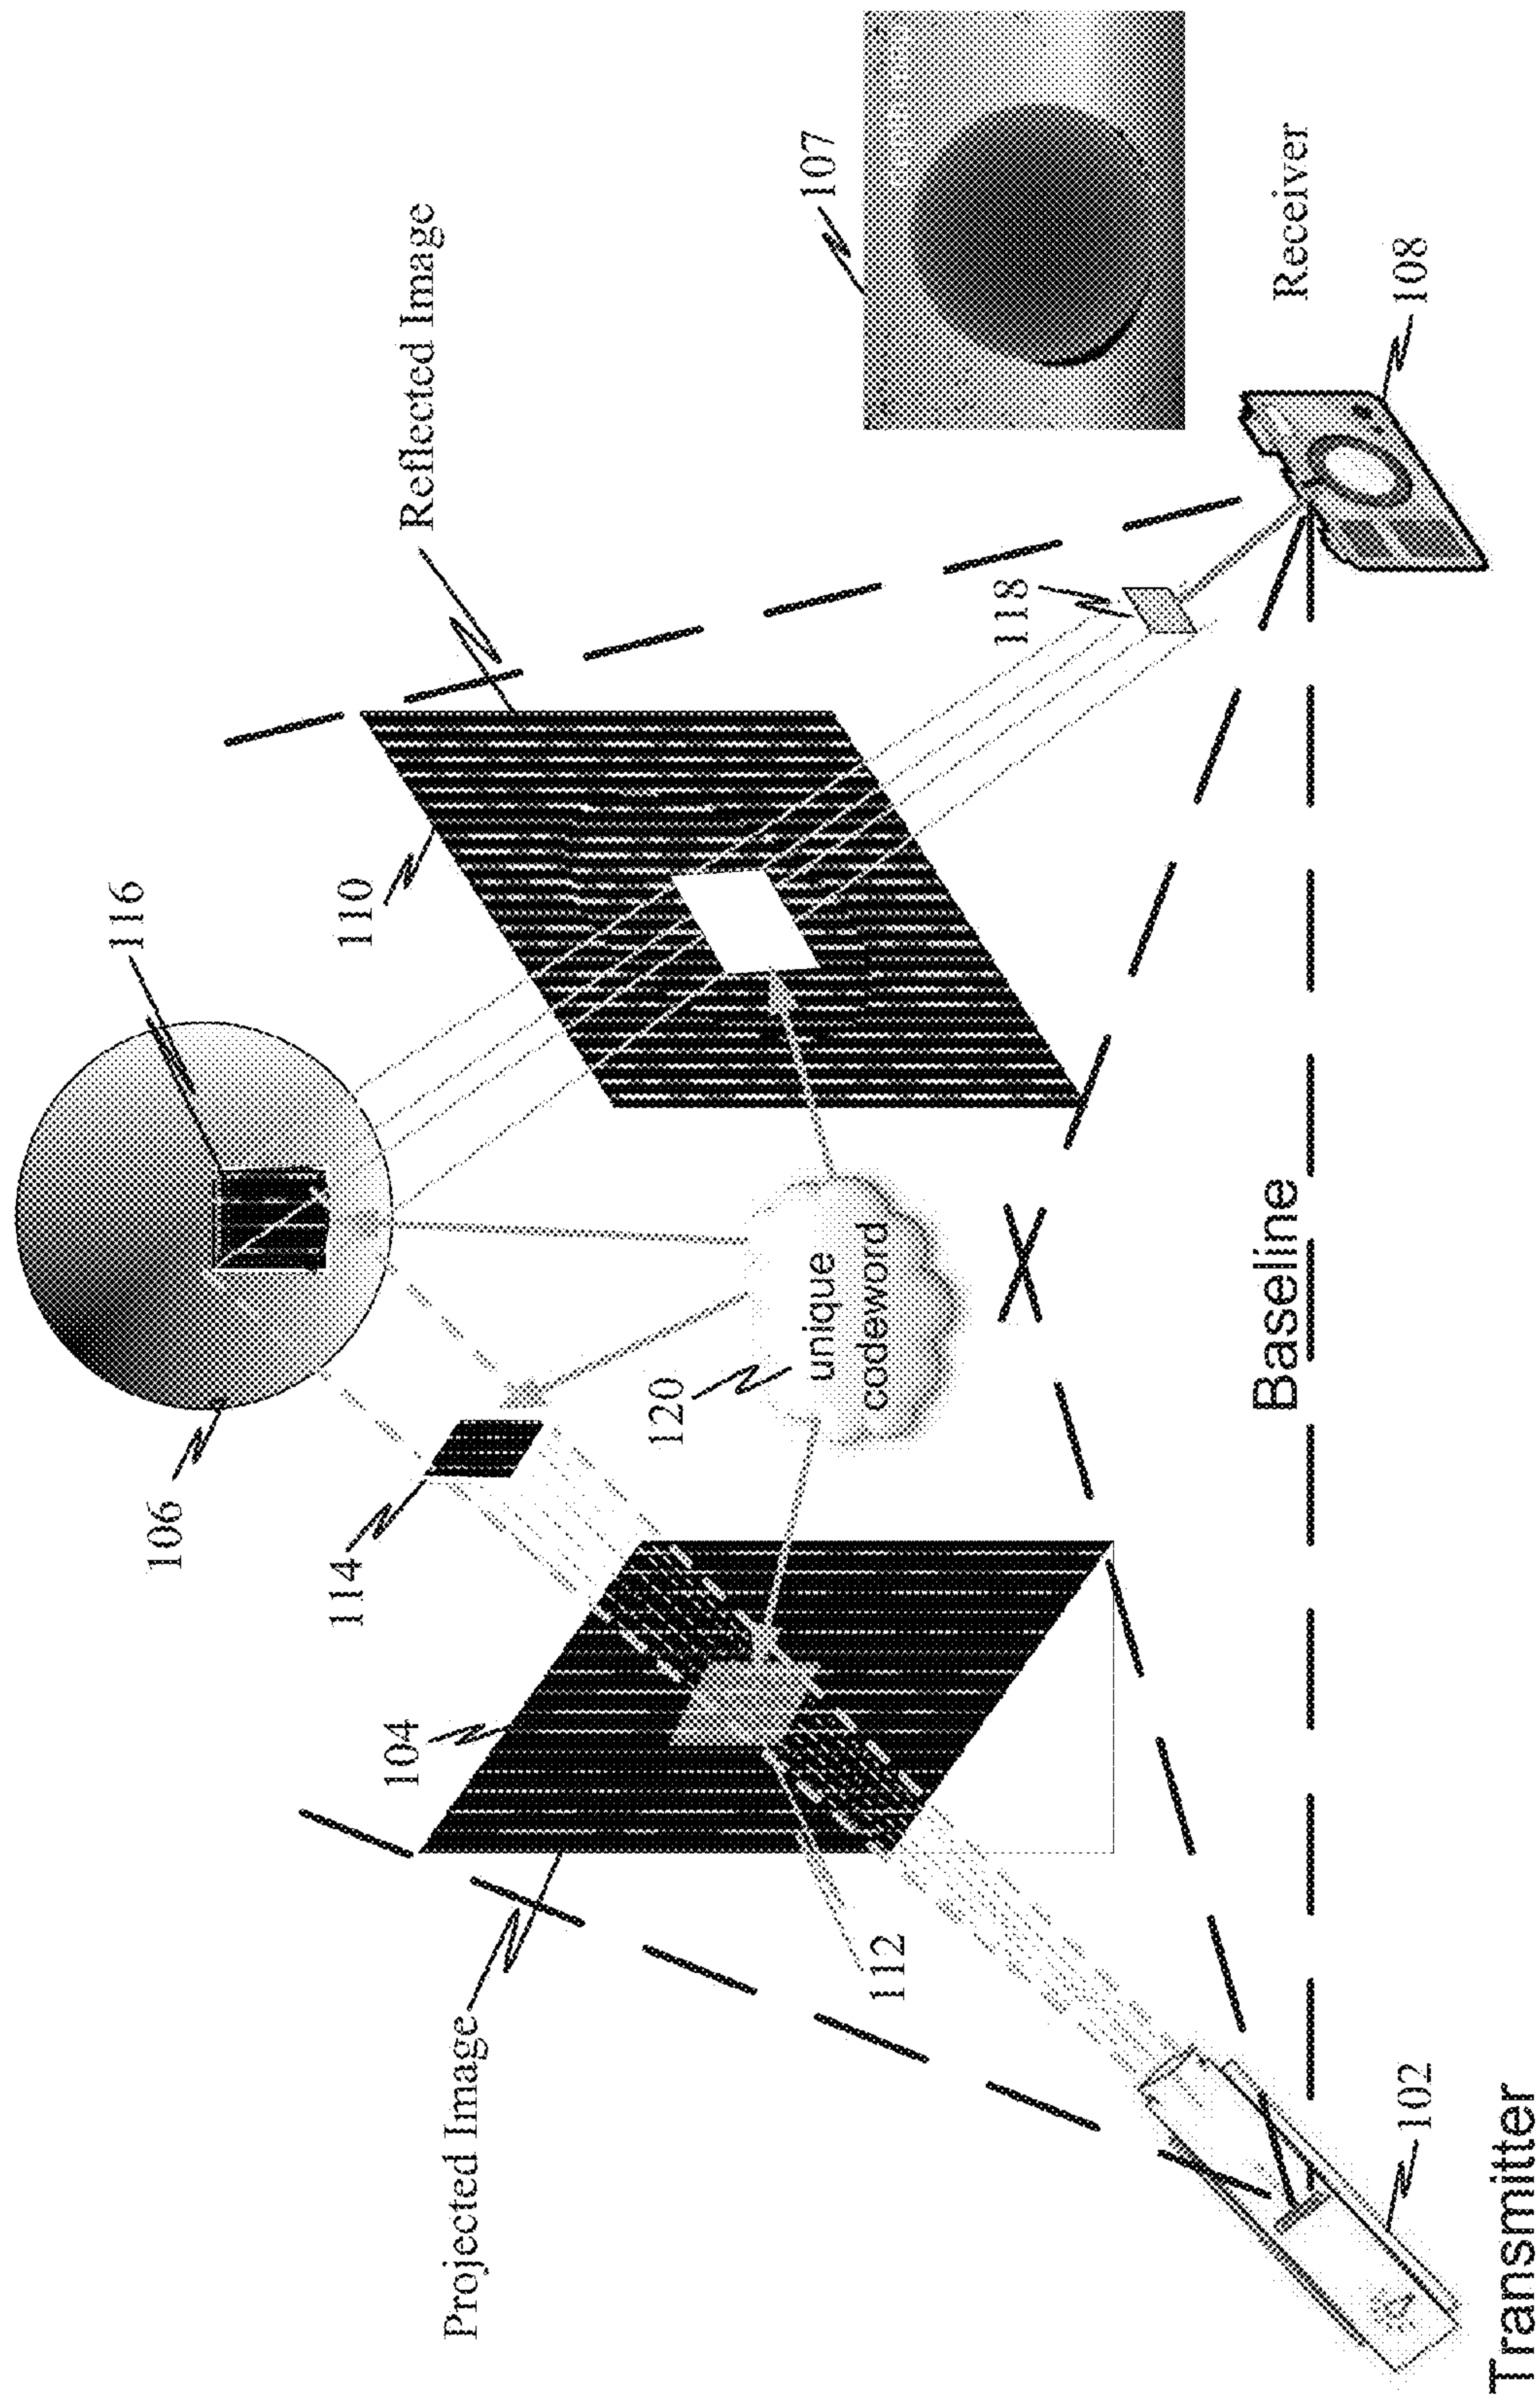 116
106
110
Reflected Image
114
104
Projected Image
120
unique
codeword
112
118
107
Receiver
108
Baseline
102
Transmitter